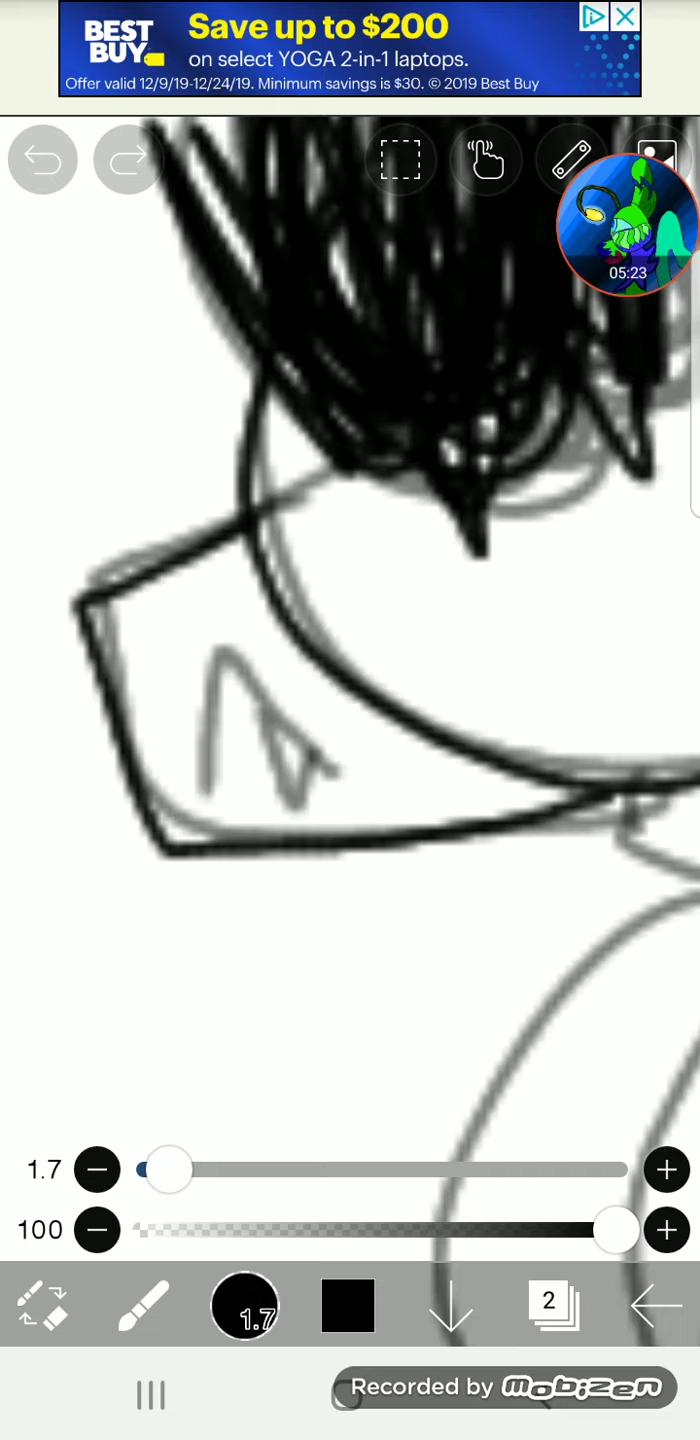 BEST
BUY
Save up to $200
on select YOGA 2-in-1 laptops.
Offer valid 12/9/19-12/24/19. Minimum savings is $30. © 2019 Best Buy
05:23
1.7
100
1.7
2
Recorded by mobizen